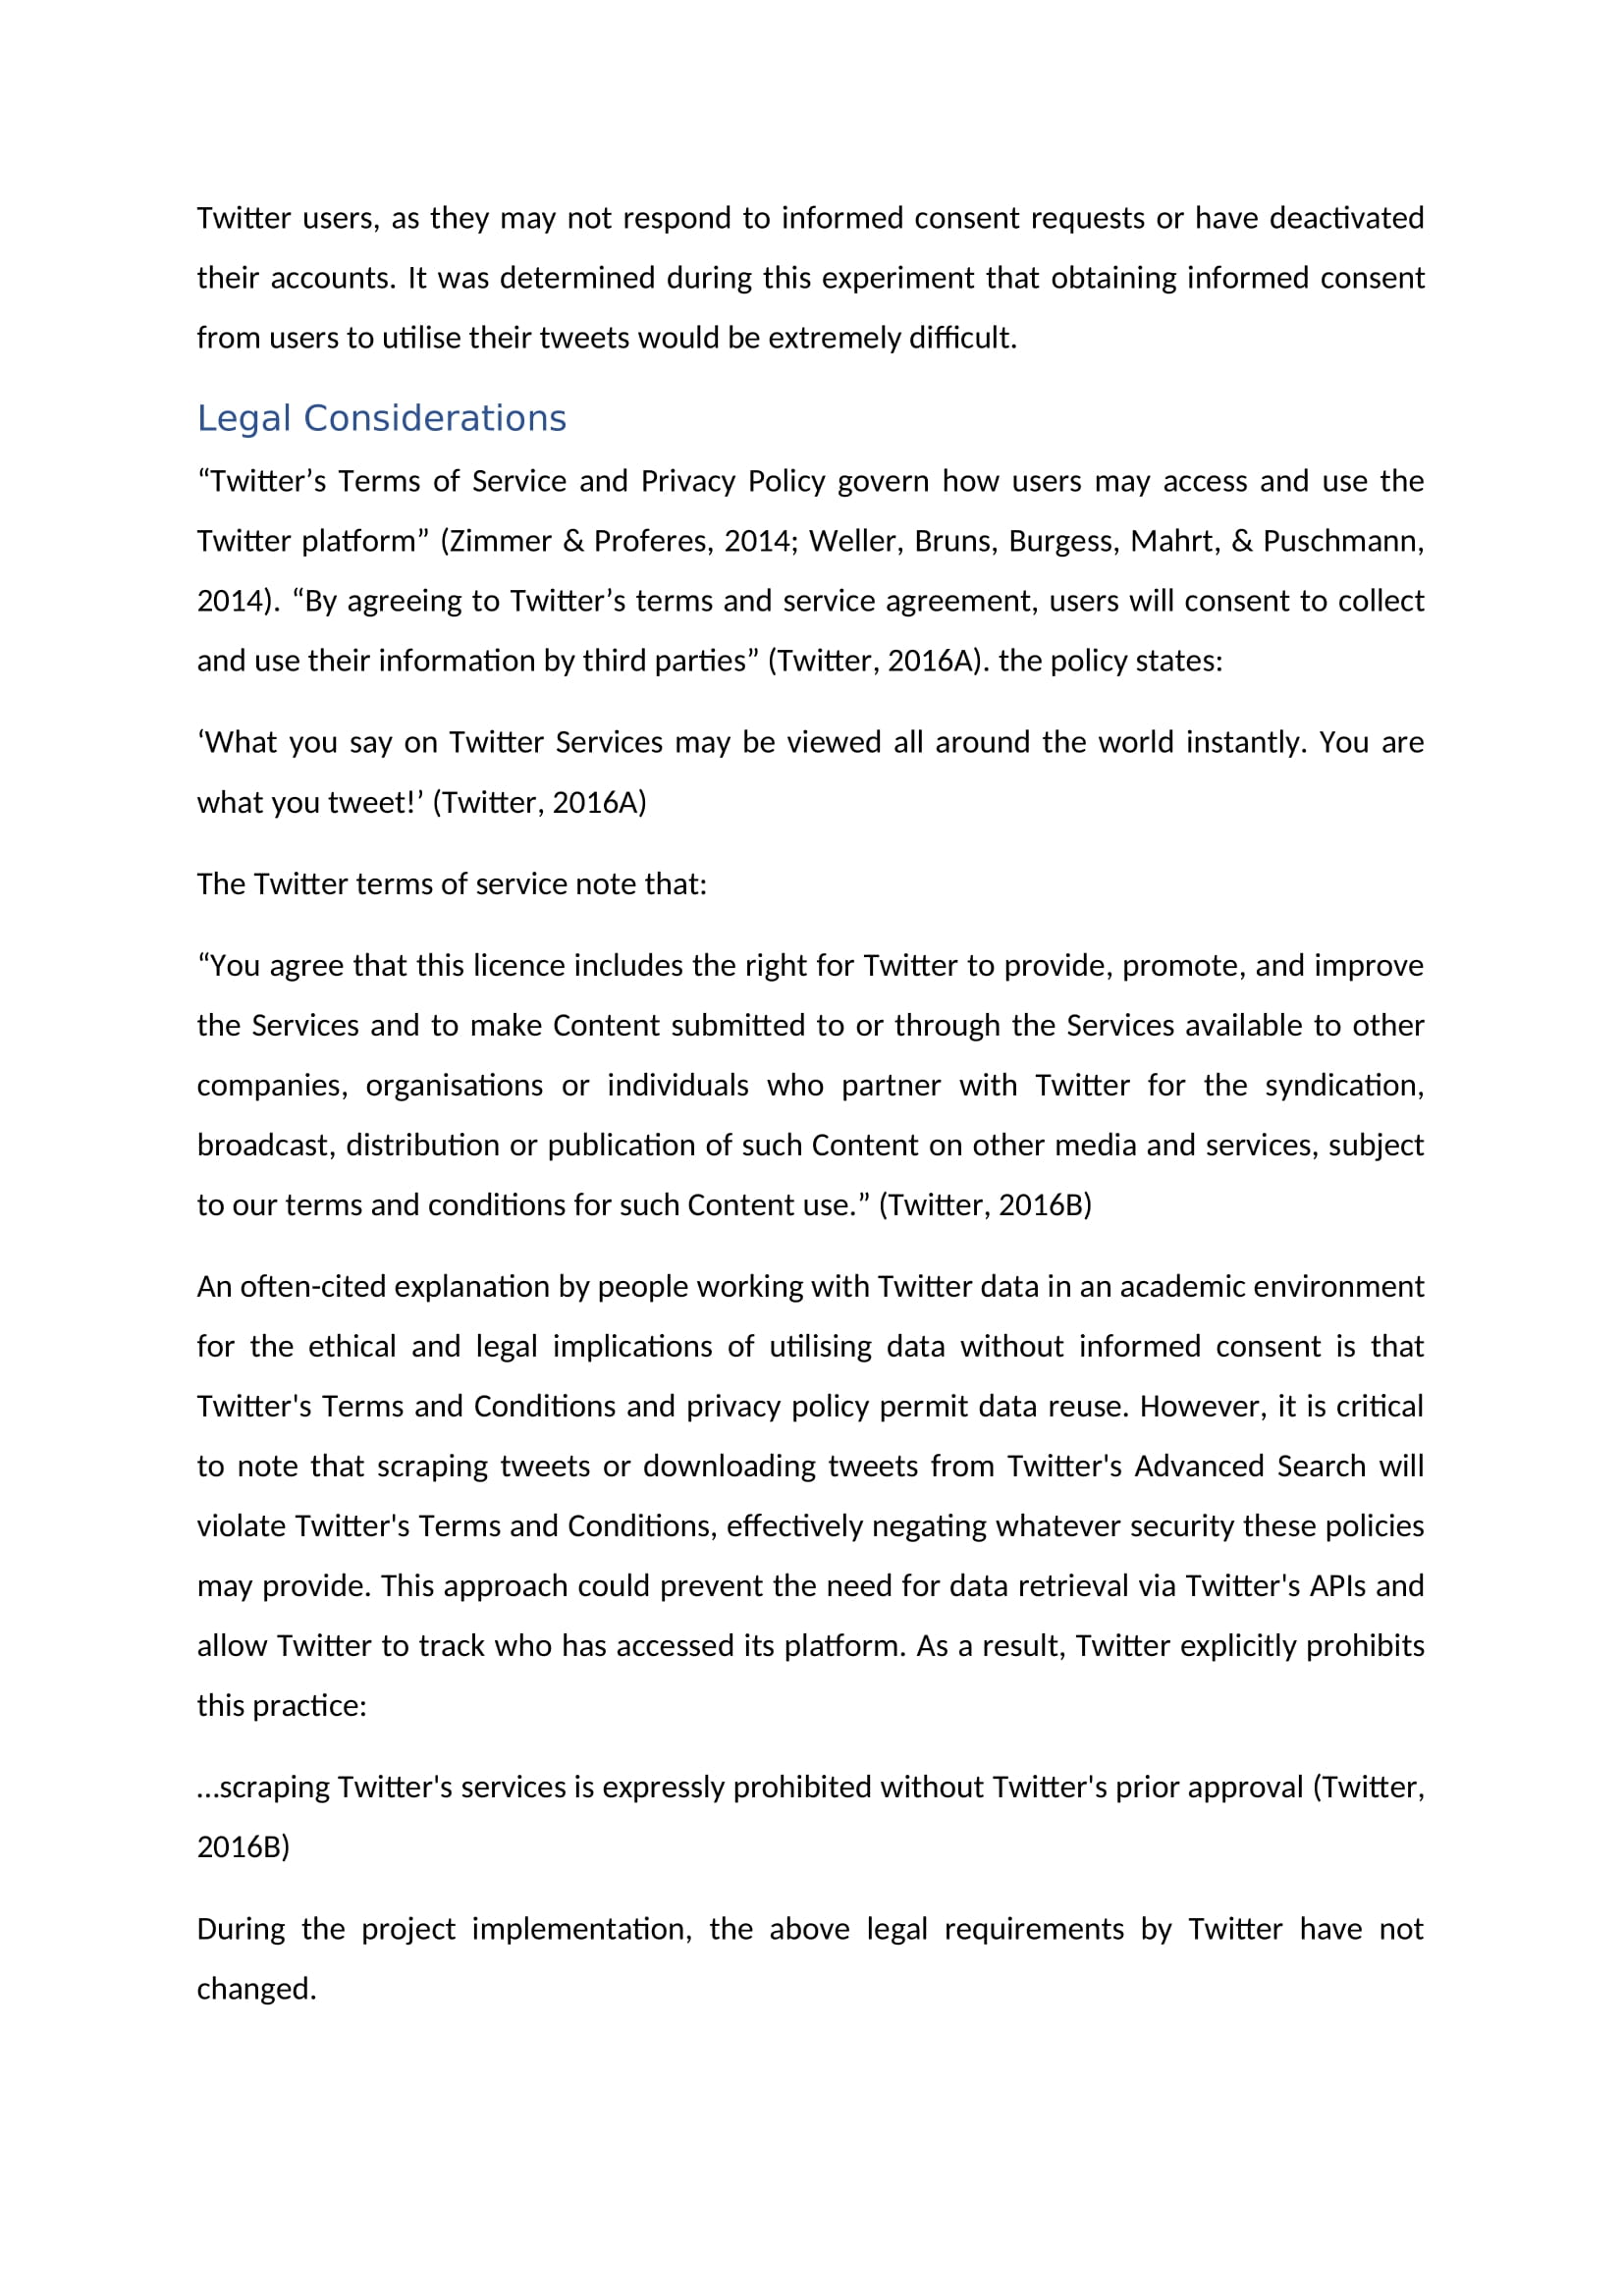 Twitter users, as they may not respond to informed consent requests or have deactivated
their accounts. It was determined during this experiment that obtaining informed consent
from users to utilise their tweets would be extremely difficult.
Legal Considerations
“Twitter’s Terms of Service and Privacy Policy govern how users may access and use the
Twitter platform” (Zimmer & Proferes, 2014; Weller, Bruns, Burgess, Mahrt, & Puschmann,
2014). “By agreeing to Twitter’s terms and service agreement, users will consent to collect
and use their information by third parties” (Twitter, 2016A). the policy states:
‘What you say on Twitter Services may be viewed all around the world instantly. You are
what you tweet!’ (Twitter, 2016A)
The Twitter terms of service note that:
“You agree that this licence includes the right for Twitter to provide, promote, and improve
the Services and to make Content submitted to or through the Services available to other
companies, organisations or individuals who partner with Twitter for the syndication,
broadcast, distribution or publication of such Content on other media and services, subject
to our terms and conditions for such Content use.” (Twitter, 2016B)
An often-cited explanation by people working with Twitter data in an academic environment
for the ethical and legal implications of utilising data without informed consent is that
Twitter's Terms and Conditions and privacy policy permit data reuse. However, it is critical
to note that scraping tweets or downloading tweets from Twitter's Advanced Search will
violate Twitter's Terms and Conditions, effectively negating whatever security these policies
may provide. This approach could prevent the need for data retrieval via Twitter's APIs and
allow Twitter to track who has accessed its platform. As a result, Twitter explicitly prohibits
this practice:
…scraping Twitter's services is expressly prohibited without Twitter's prior approval (Twitter,
2016B)
During the project implementation, the above legal requirements by Twitter have not
changed.